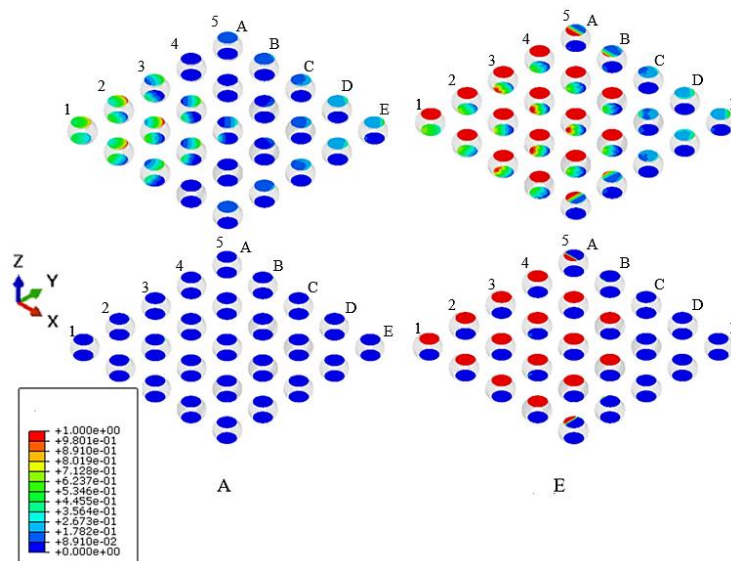 5 A
4 B
3 C
2 D
1 E
5 A
4 B
3 C
2 D
1
Z
Y
X
5 A
4 B
3 C
2 D
1 E
5 A
4 B
3 C
2 D
1
+1.000e+00
+9.801e-01
+8.910e-01
+8.019e-01
+7.128e-01
+6.237e-01
+5.346e-01
+4.455e-01
+3.564e-01
+2.673e-01
+1.782e-01
+8.910e-02
+0.000e+00
A
E